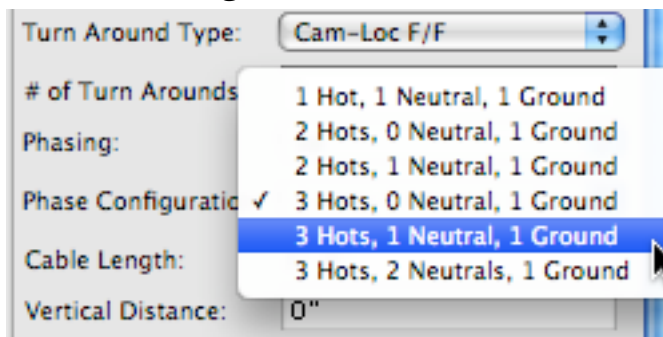 Turn Around Type: Cam-Loc F/F
# of Turn Arounds
1 Hot, 1 Neutral, 1 Ground
2 Hots, 0 Neutral, 1 Ground
Phasing:
2 Hots, 1 Neutral, 1 Ground
Phase Configuratio ✓ 3 Hots, 0 Neutral, 1 Ground
3 Hots, 1 Neutral, 1 Ground
Cable Length:
3 Hots, 2 Neutrals, 1 Ground
Vertical Distance: 0"